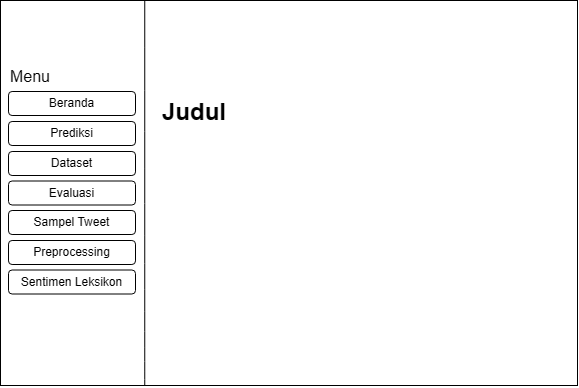 Menu
Beranda
Prediksi
Dataset
Evaluasi
Sampel Tweet
Preprocessing
Sentimen Leksikon
Judul